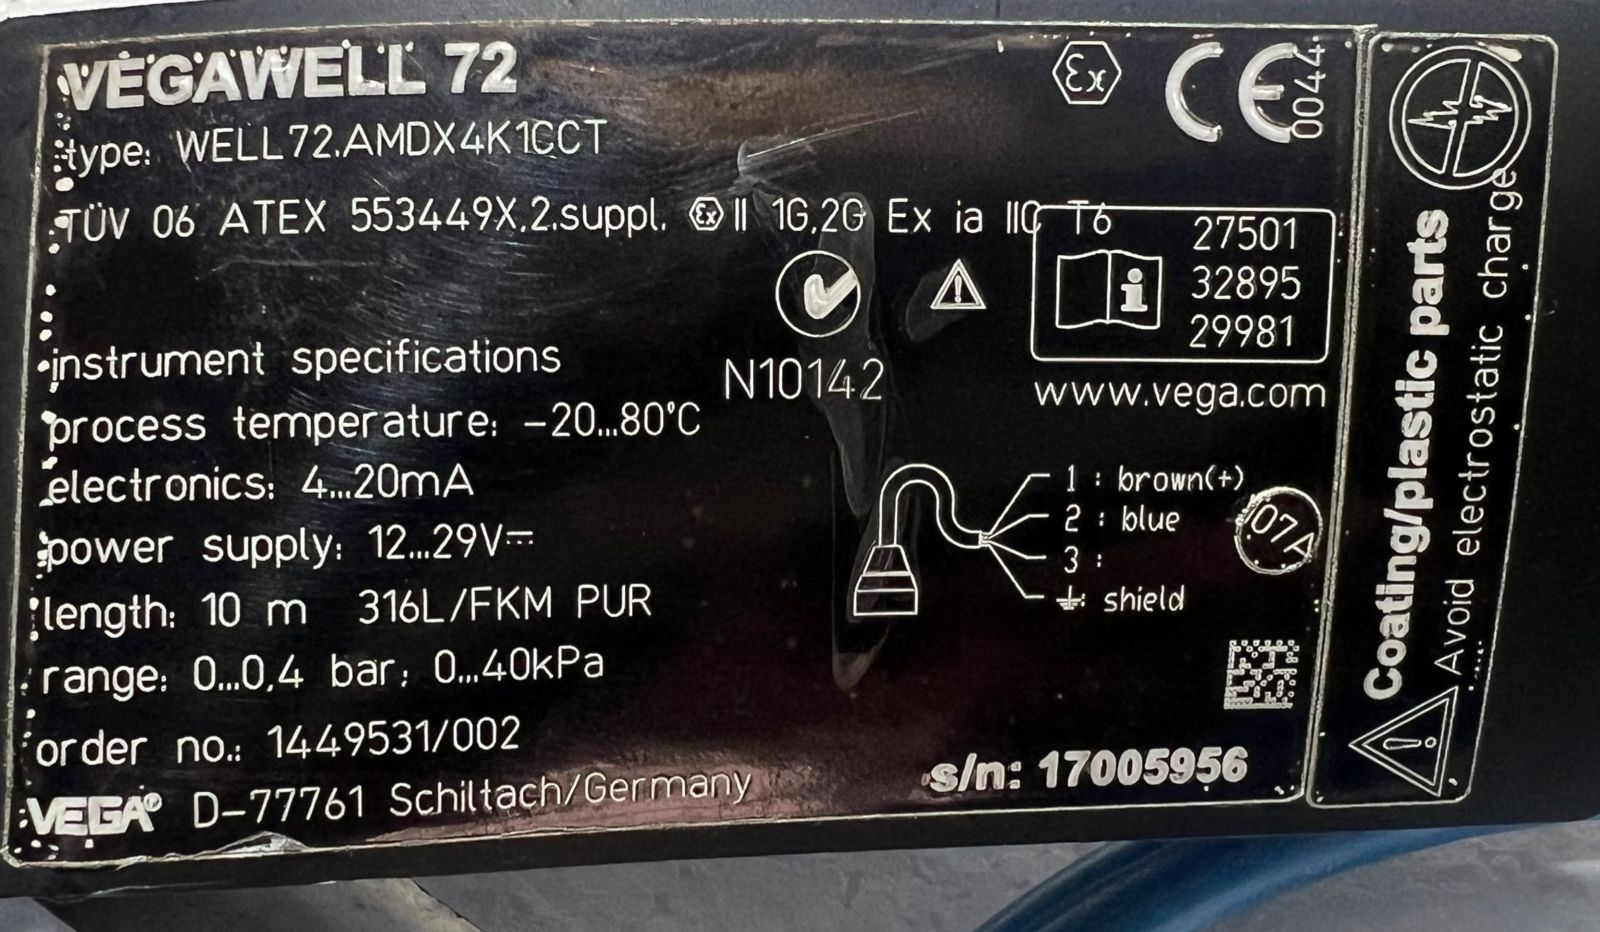 VEGAWELL 72
type: WELL72.AMDX4K1CCT
TÜV 06 ATEX 553449X,2.suppl. Ex II 1G,2G Ex ia IIC T6
CE 0044
27501
32895
29981
www.vega.com
N10142
instrument specifications
process temperature: -20...80°C
electronics: 4...20mA
power supply: 12...29V
length: 10 m 316L/FKM PUR
range: 0...0,4 bar; 0...40kPa
order no.: 1449531/002
VEGA® D-77761 Schiltach/Germany
1 : brown(+)
2 : blue
3 :
: shield
07A
s/n: 17005956
Coating/plastic parts
Avoid electrostatic charge